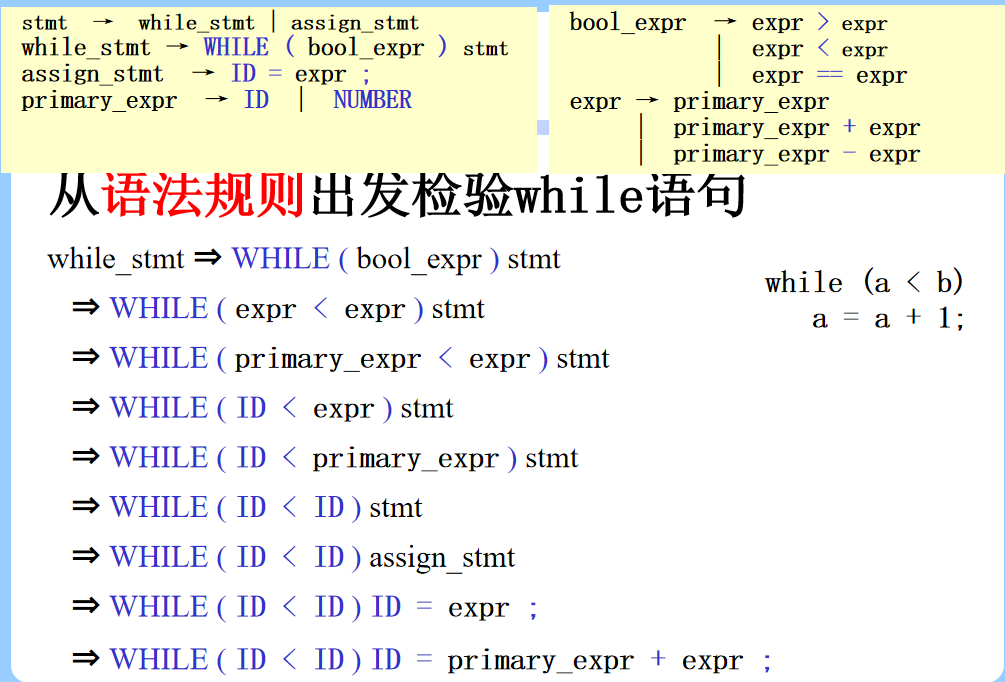 stmt → while_stmt | assign_stmt
while_stmt → WHILE ( bool_expr ) stmt
assign_stmt → ID = expr ;
primary_expr → ID | NUMBER
bool_expr → expr > expr
| expr < expr
| expr == expr
expr → primary_expr
| primary_expr + expr
| primary_expr - expr
从语法规则出发检验while语句
while_stmt ⇒ WHILE ( bool_expr ) stmt
⇒ WHILE ( expr < expr ) stmt
⇒ WHILE ( primary_expr < expr ) stmt
⇒ WHILE ( ID < expr ) stmt
⇒ WHILE ( ID < primary_expr ) stmt
⇒ WHILE ( ID < ID ) stmt
⇒ WHILE ( ID < ID ) assign_stmt
⇒ WHILE ( ID < ID ) ID = expr ;
⇒ WHILE ( ID < ID ) ID = primary_expr + expr ;
while (a < b)
a = a + 1;